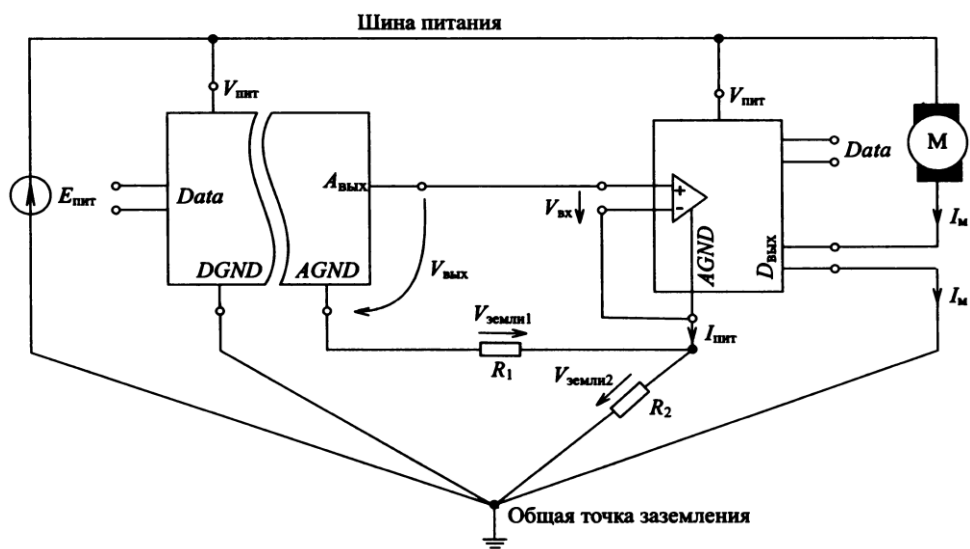 Шина питания
Vпит
Vпит
Eпит
Data
Aвых
DGND
AGND
Vвых
Vвх
+
-
AGND
Dвых
Data
М
Iм
Iм
Vземли1
R1
Iпит
Vземли2
R2
Общая точка заземления